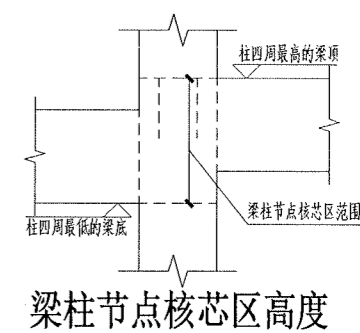 柱四周最高的梁顶
梁柱节点核芯区范围
柱四周最低的梁底
梁柱节点核芯区高度